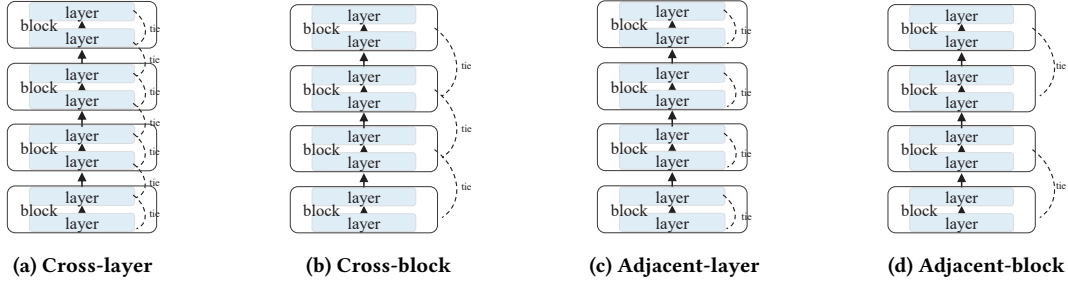 layer
block
layer
tie
tie
layer
block
layer
tie
tie
layer
block
layer
tie
tie
layer
block
layer
tie
(a) Cross-layer
layer
block
layer
tie
layer
block
layer
tie
layer
block
layer
tie
layer
block
layer
(b) Cross-block
layer
block
layer
tie
layer
block
layer
tie
layer
block
layer
tie
layer
block
layer
tie
(c) Adjacent-layer
layer
block
layer
tie
layer
block
layer
layer
block
layer
tie
layer
block
layer
(d) Adjacent-block